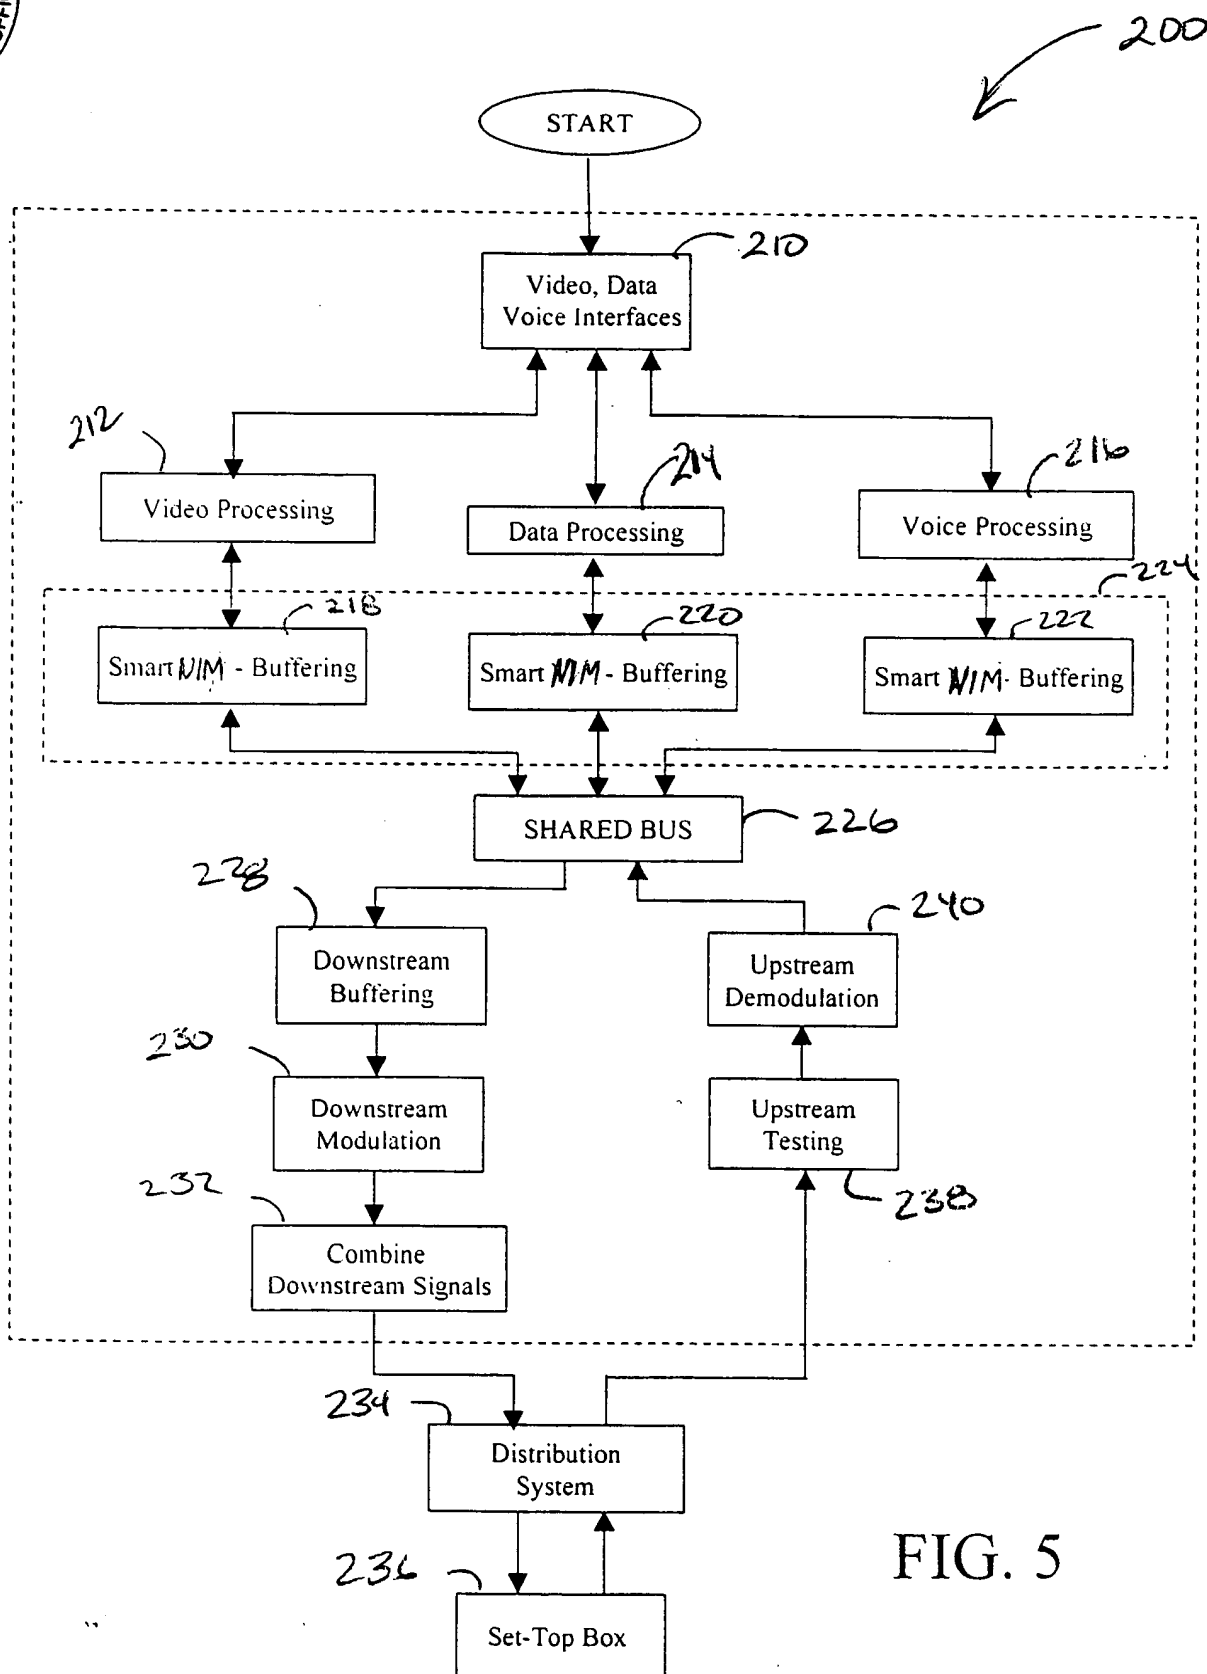 200
START
210
Video, Data
Voice Interfaces
212
214
216
Video Processing
Data Processing
Voice Processing
224
218
220
222
Smart NIM - Buffering
Smart NIM - Buffering
Smart NIM - Buffering
SHARED BUS
226
228
240
Downstream
Buffering
Upstream
Demodulation
230
Downstream
Modulation
Upstream
Testing
232
238
Combine
Downstream Signals
234
Distribution
System
FIG. 5
236
Set-Top Box